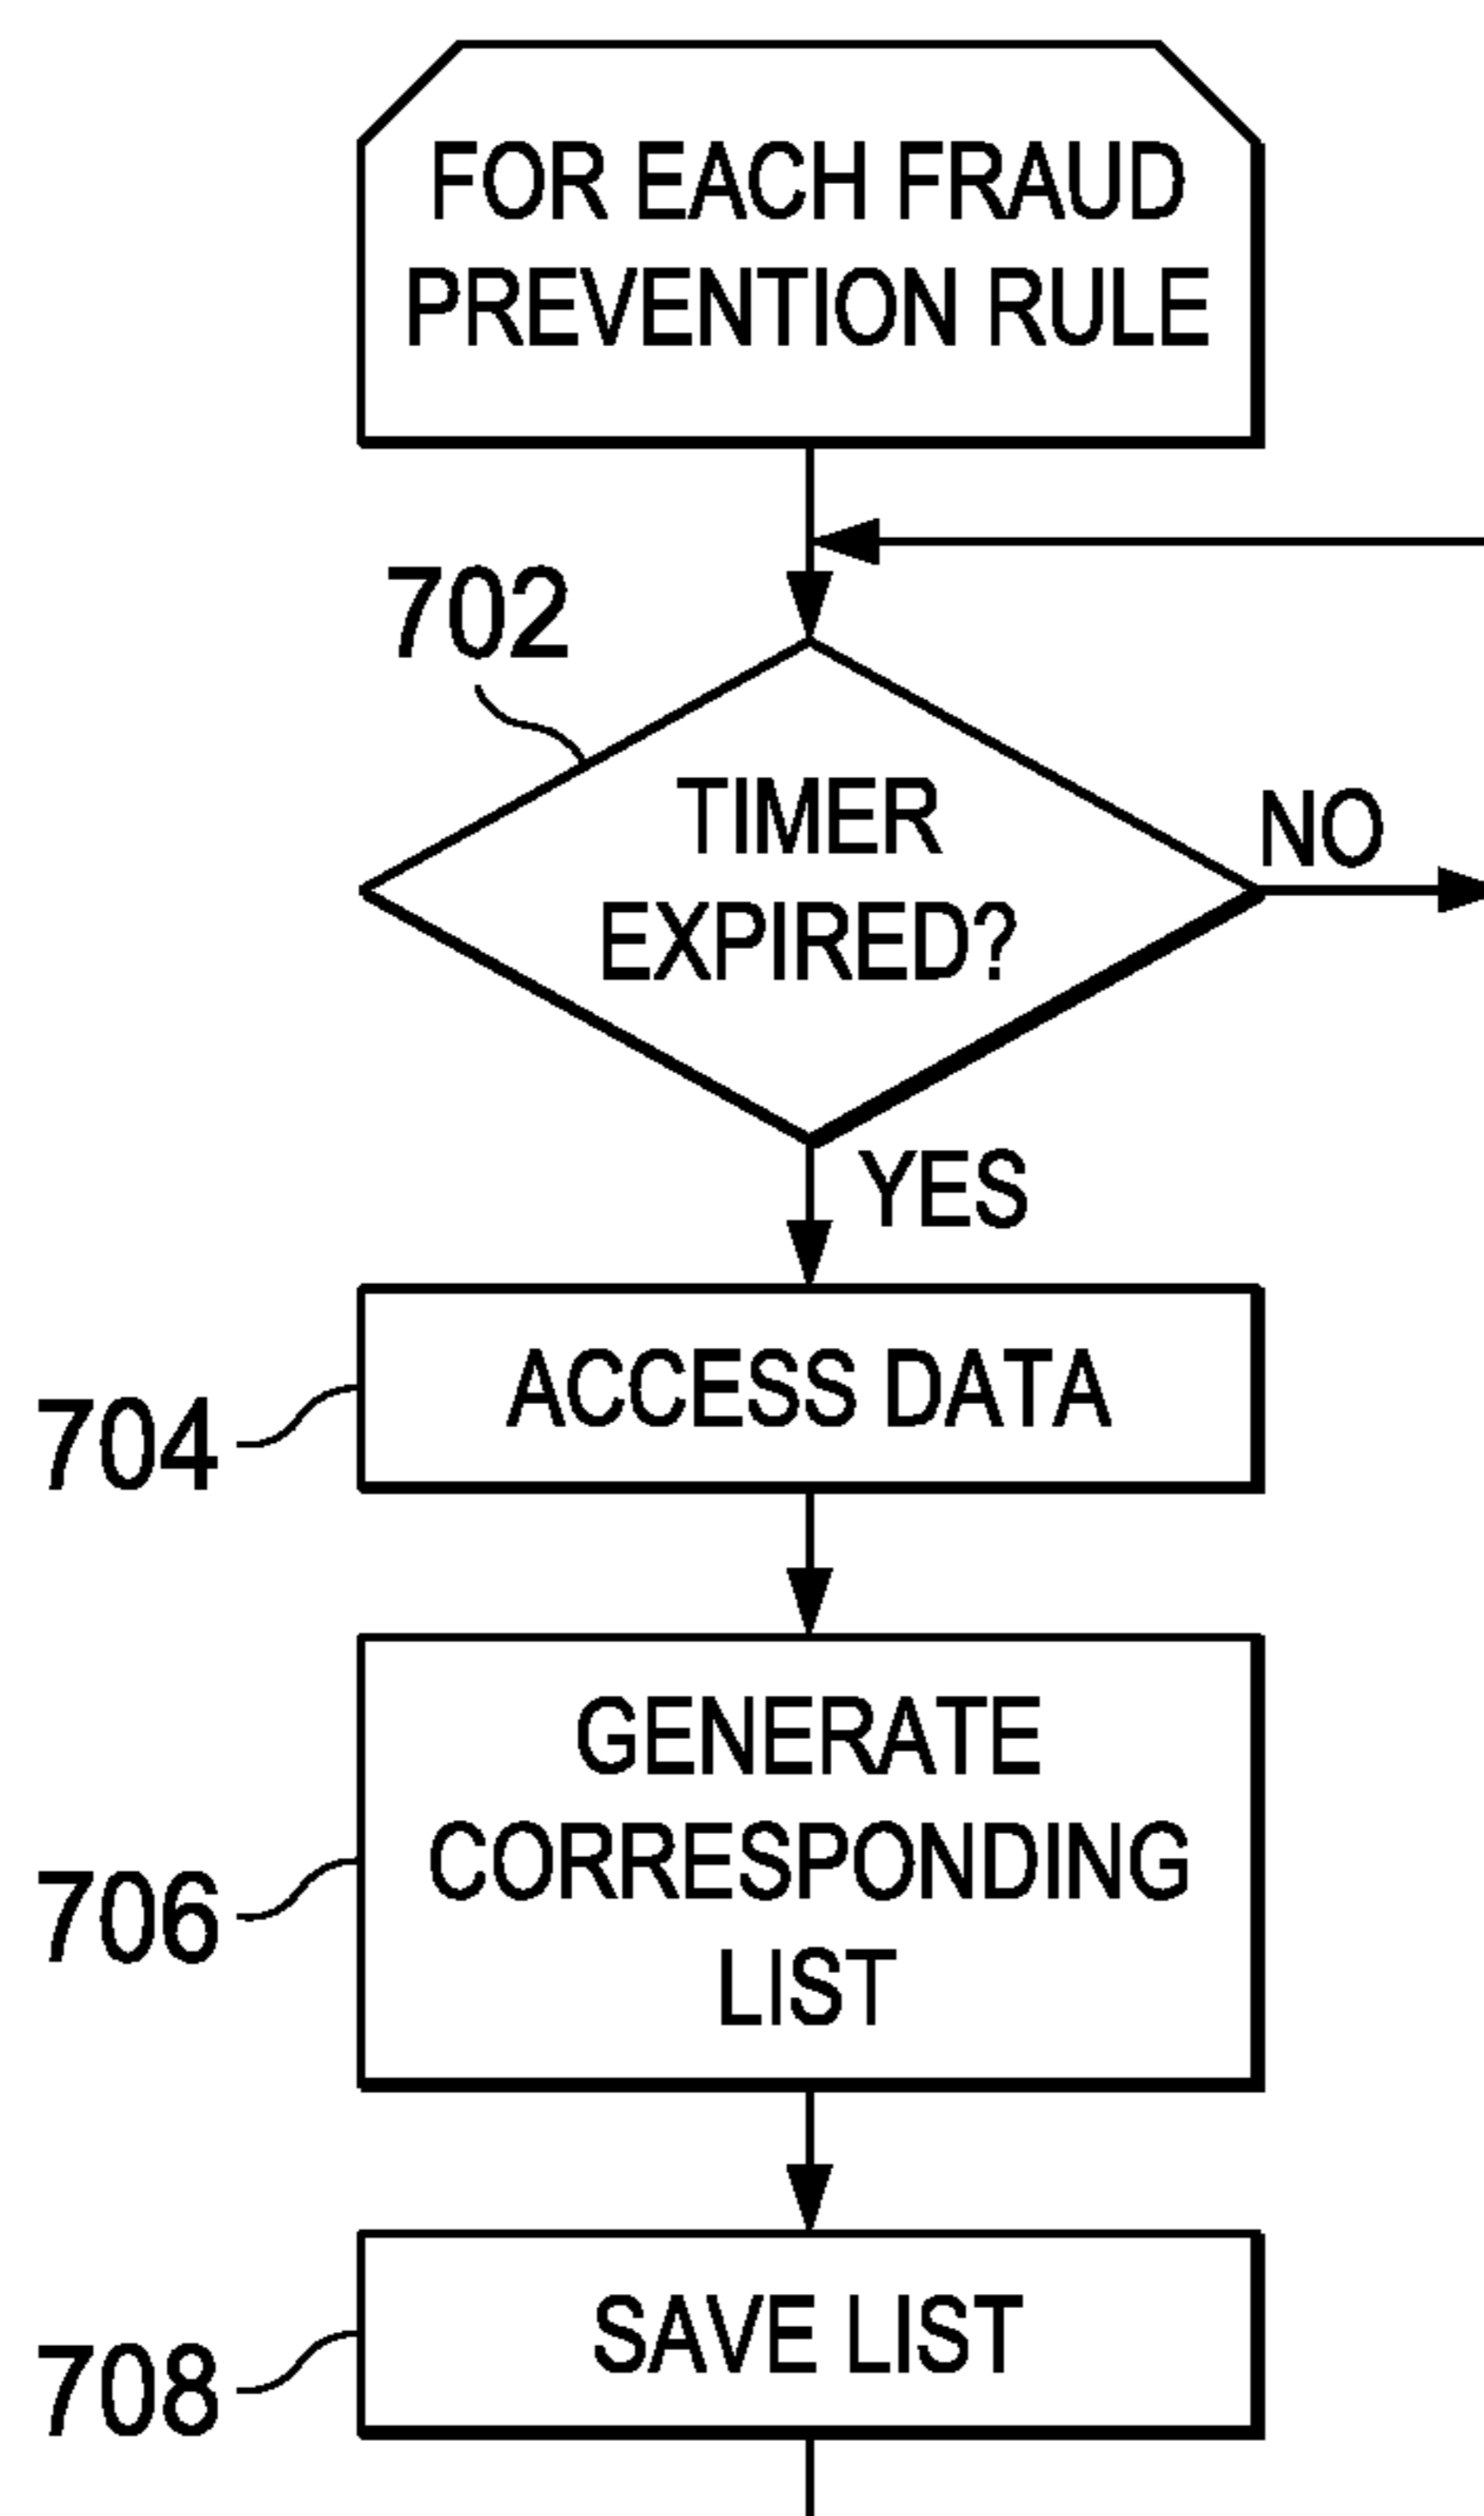 FOR EACH FRAUD
PREVENTION RULE
702
TIMER
EXPIRED?
NO
YES
704
ACCESS DATA
706
GENERATE
CORRESPONDING
LIST
708
SAVE LIST